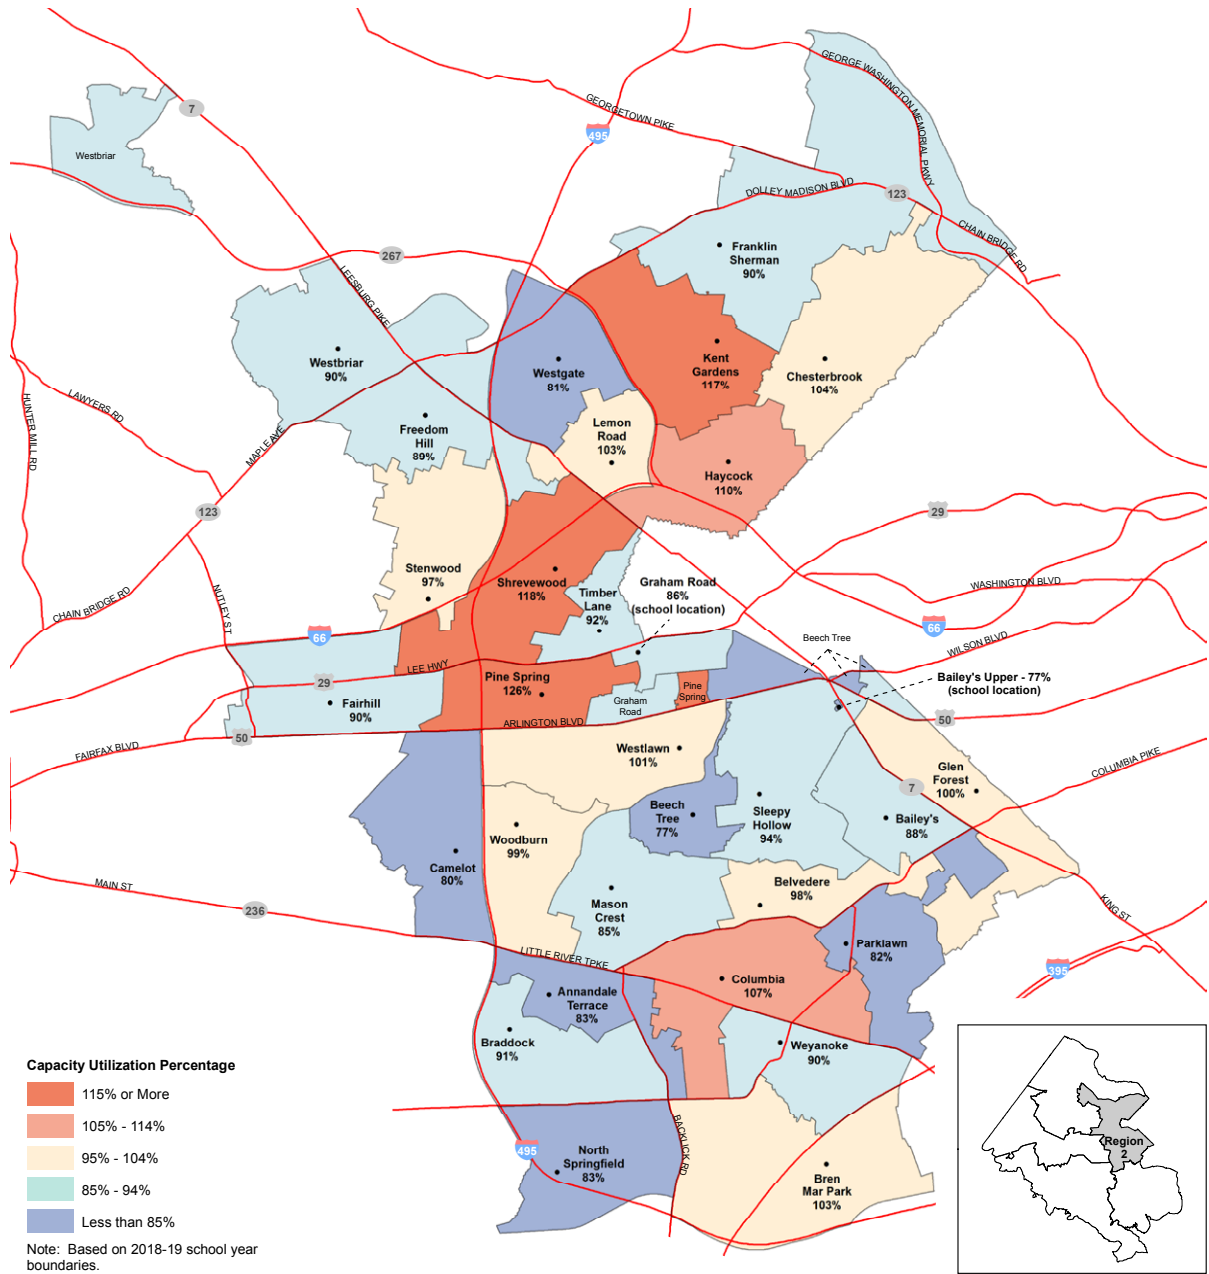 GEORGE WASHINGTON MEMORIAL PKWY
GEORGETOWN PIKE
7
495
Westbriar
DOLLEY MADISON BLVD
123
CHAIN BRIDGE RD
267
LEESBURG PIKE
Franklin
Sherman
90%
Westbriar
90%
Westgate
81%
Kent
Gardens
117%
Chesterbrook
104%
HUNTER MILL RD
LAWYERS RD
MAPLE AVE
Freedom
Hill
89%
Lemon
Road
103%
Haycock
110%
123
29
Stenwood
97%
Shrevewood
118%
Timber
Lane
92%
Graham Road
86%
(school location)
WASHINGTON BLVD
CHAIN BRIDGE RD
NUTLEY ST
66
66
WILSON BLVD
Beech Tree
LEE HWY
29
Pine Spring
126%
Pine
Spring
Graham
Road
Bailey's Upper - 77%
(school location)
Fairhill
90%
ARLINGTON BLVD
50
50
FAIRFAX BLVD
COLUMBIA PIKE
Westlawn
101%
Glen
Forest
100%
7
Beech
Tree
77%
Sleepy
Hollow
94%
Bailey's
88%
Woodburn
99%
Camelot
80%
MAIN ST
236
Belvedere
98%
Mason
Crest
85%
KING ST
Parklawn
82%
LITTLE RIVER TPKE
395
Columbia
107%
Annandale
Terrace
83%
Braddock
91%
Weyanoke
90%
BACKLICK RD
495
North
Springfield
83%
Bren
Mar Park
103%
Capacity Utilization Percentage
115% or More
105% - 114%
95% - 104%
85% - 94%
Less than 85%
Note:  Based on 2018-19 school year
boundaries.
Region
2